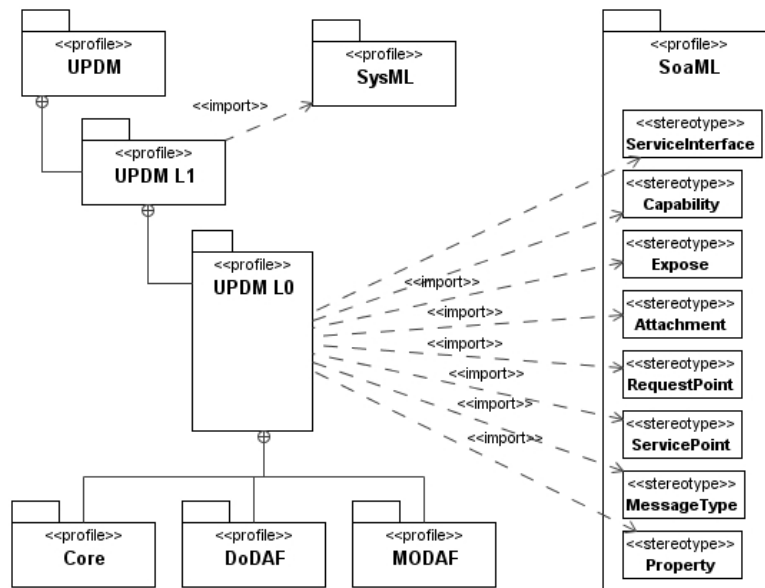 <<profile>>
UPDM
<<profile>>
SysML
<<profile>>
SoaML
<<import>>
<<profile>>
UPDM L1
<<stereotype>>
ServiceInterface
<<stereotype>>
Capability
<<profile>>
UPDM L0
<<stereotype>>
Expose
<<import>>
<<stereotype>>
Attachment
<<import>>
<<import>>
<<stereotype>>
RequestPoint
<<import>>
<<import>>
<<stereotype>>
ServicePoint
<<import>>
<<stereotype>>
MessageType
<<profile>>
Core
<<profile>>
DoDAF
<<profile>>
MODAF
<<stereotype>>
Property